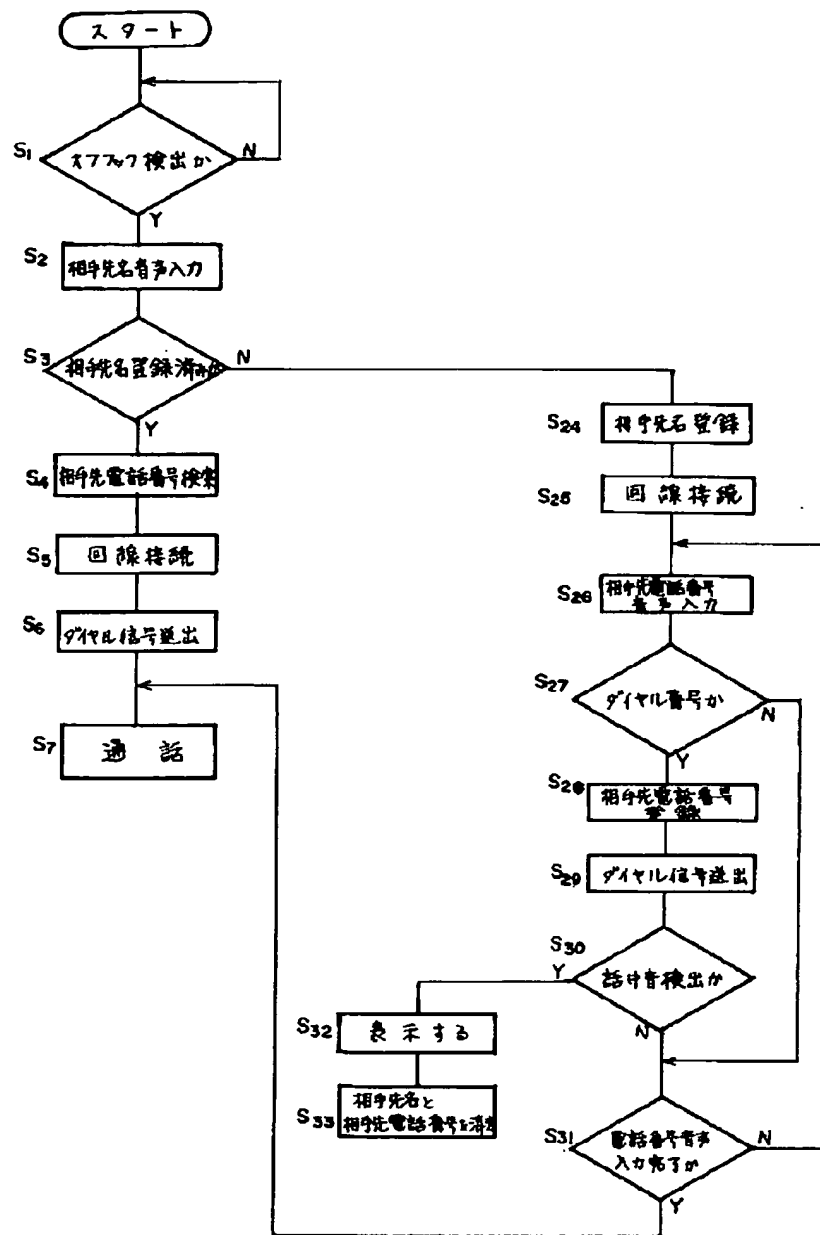 スタート
S1
オフフック検出か
N
Y
S2
相手先名音声入力
S3
相手先名登録済みか
N
Y
S4
相手先電話番号検索
S5
回線接続
S6
ダイヤル信号送出
S7
通話
S24
相手先名登録
S25
回線接続
S26
相手先電話番号
音声入力
S27
ダイヤル番号か
N
Y
S28
相手先電話番号
登録
S29
ダイヤル信号送出
S30
話中音検出か
Y
N
S32
表示する
S33
相手先名と
相手先電話番号を消去
S31
電話番号音声
入力完了か
N
Y